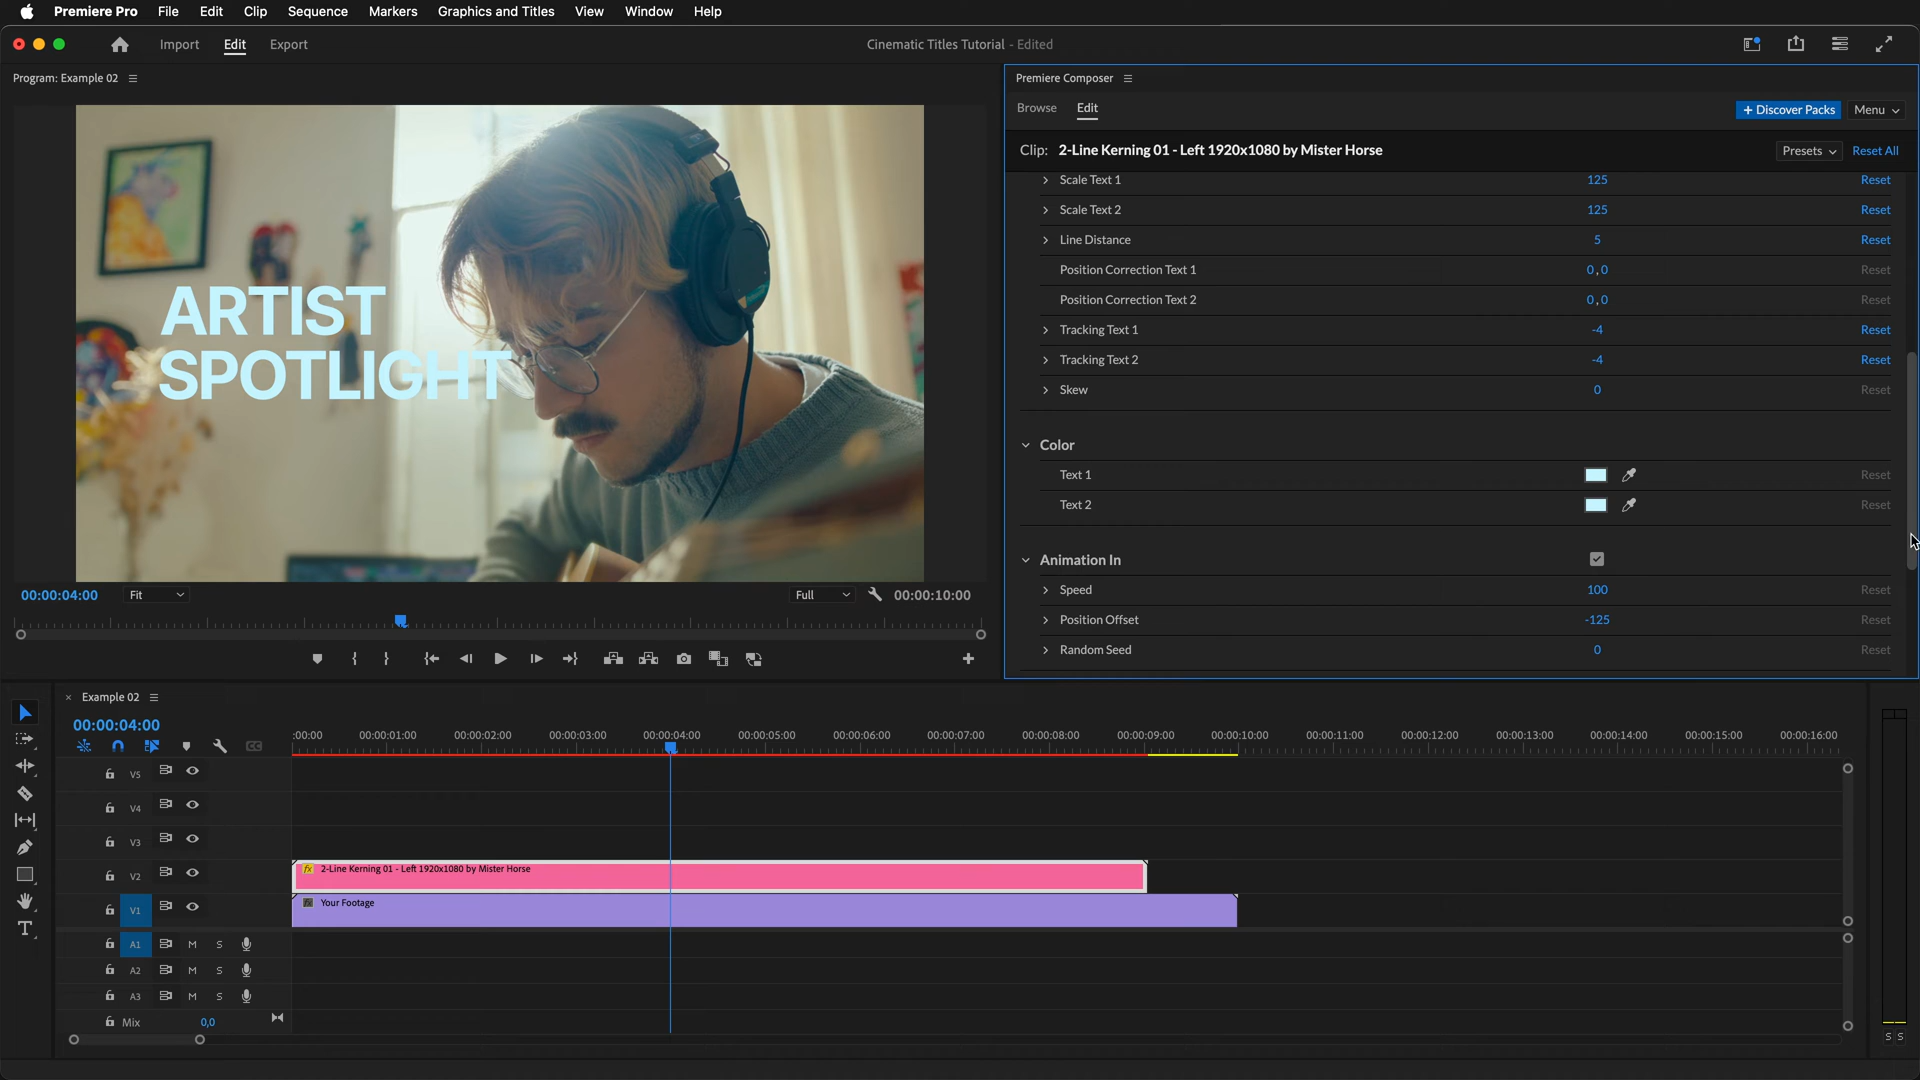 Premiere Pro File Edit Clip Sequence Markers Graphics and Titles View Window Help
Import Edit Export
Cinematic Titles Tutorial - Edited
Program: Example 02
ARTIST
SPOTLIGHT
00:00:04:00 Fit Full 00:00:10:00
Premiere Composer
Browse Edit
+ Discover Packs Menu
Clip: 2-Line Kerning 01 - Left 1920x1080 by Mister Horse
Presets Reset All
Scale Text 1 125 Reset
Scale Text 2 125 Reset
Line Distance 5 Reset
Position Correction Text 1 0,0 Reset
Position Correction Text 2 0,0 Reset
Tracking Text 1 -4 Reset
Tracking Text 2 -4 Reset
Skew 0 Reset
Color
Text 1 Reset
Text 2 Reset
Animation In
Speed 100 Reset
Position Offset -125 Reset
Random Seed 0 Reset
Example 02
00:00:04:00
:00:00 00:00:01:00 00:00:02:00 00:00:03:00 00:00:04:00 00:00:05:00 00:00:06:00 00:00:07:00 00:00:08:00 00:00:09:00 00:00:10:00 00:00:11:00 00:00:12:00 00:00:13:00 00:00:14:00 00:00:15:00 00:00:16:00
V5
V4
V3
V2 fx 2-Line Kerning 01 - Left 1920x1080 by Mister Horse
V1 fx Your Footage
A1 M S
A2 M S
A3 M S
Mix 0,0
S S